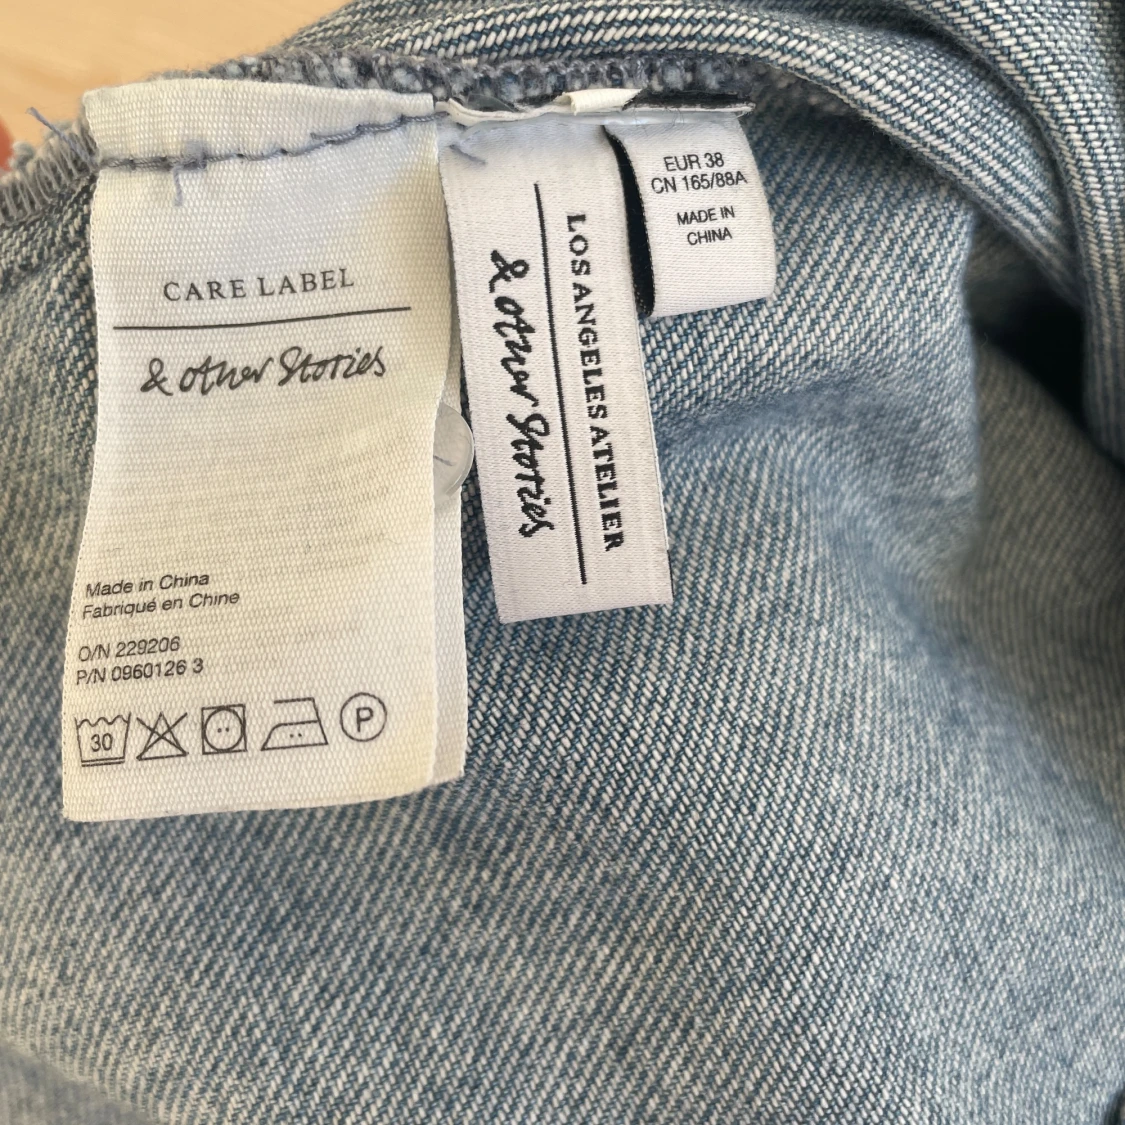 CARE LABEL
& other Stories
Made in China
Fabriqué en Chine
O/N 229206
P/N 0960126 3
30
P
LOS ANGELES ATELIER
& other Stories
EUR 38
CN 165/88A
MADE IN
CHINA